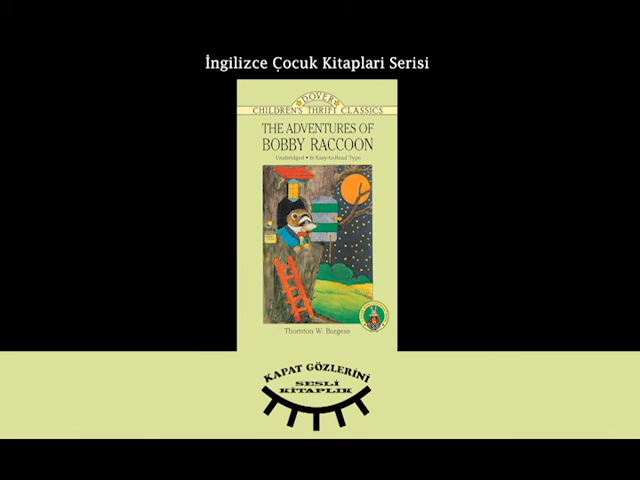 İngilizce Çocuk Kitaplari Serisi
DOVER
CHILDREN'S THRIFT CLASSICS
THE ADVENTURES OF
BOBBY RACCOON
Unabridged • In Easy-to-Read Type
Thornton W. Burgess
KAPAT GÖZLERİNİ
SESLİ
KİTAPLIK